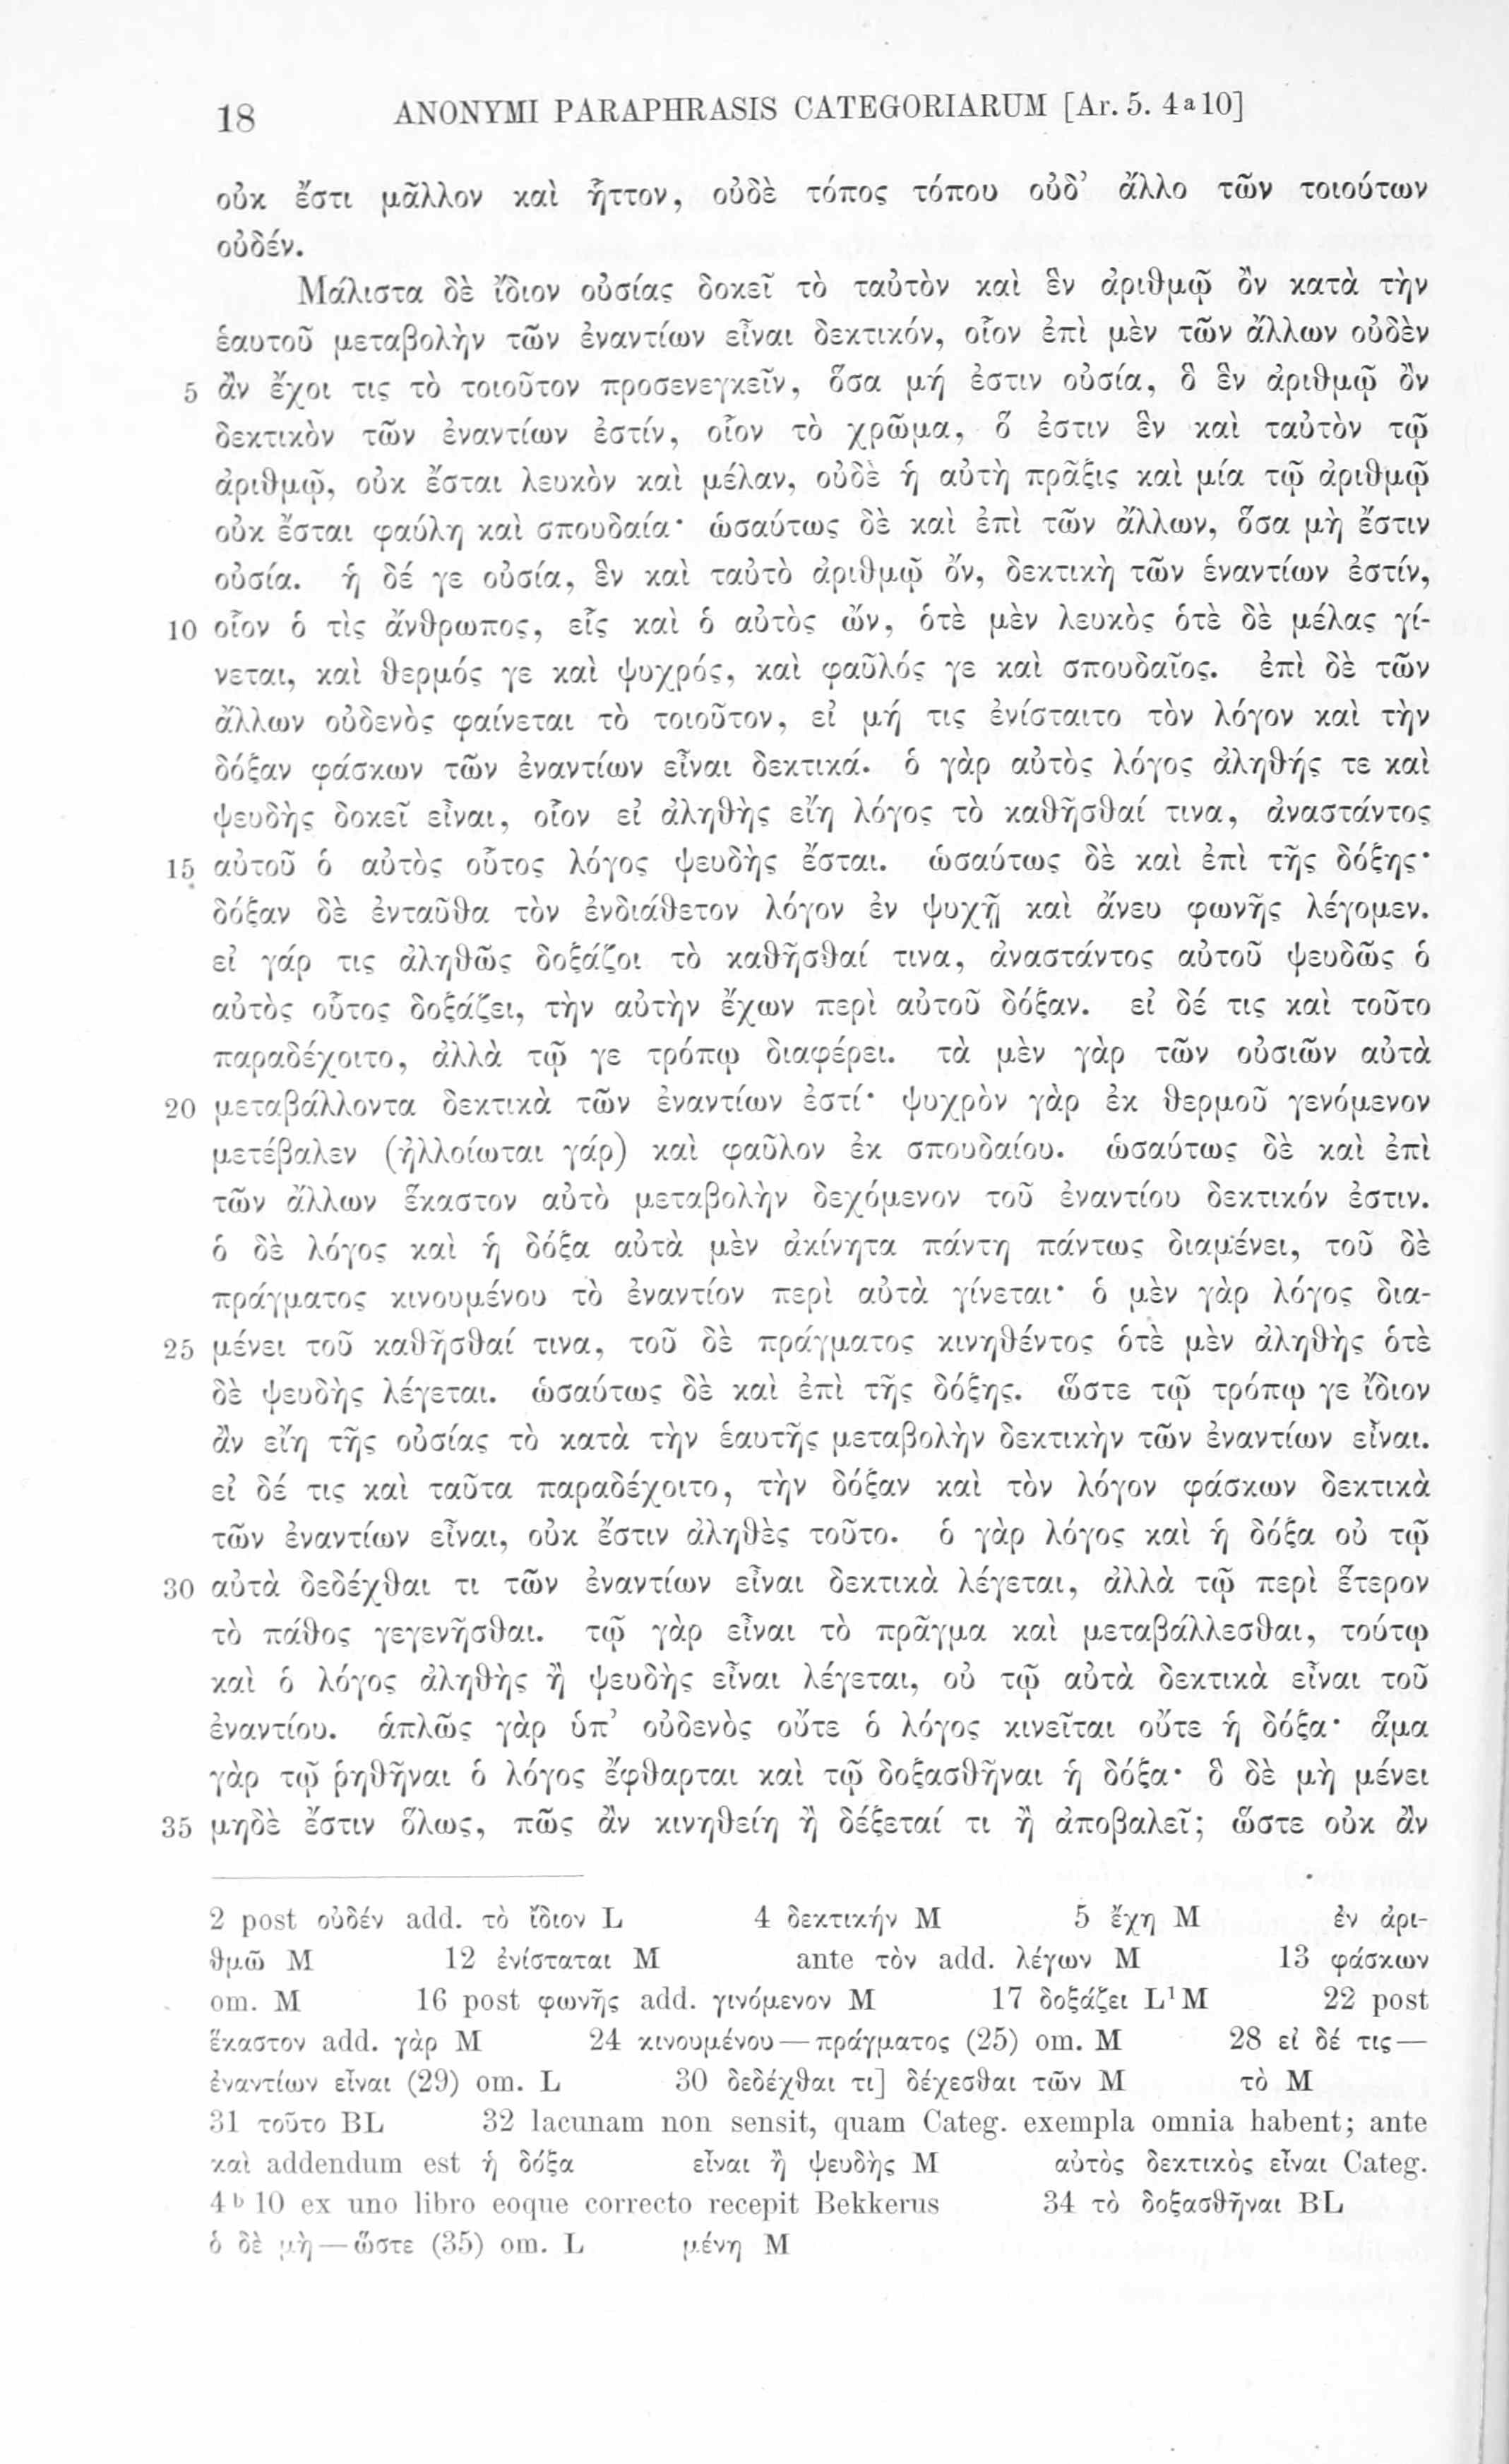 18 ANONYMI PARAPHRASIS CATEGORIARUM [Ar. 5. 4a10]
οὐκ ἔστι μᾶλλον καὶ ἧττον, οὐδὲ τόπος τόπου οὐδ’ ἄλλο τῶν τοιούτων
οὐδέν.
Μάλιστα δὲ ἴδιον οὐσίας δοκεῖ τὸ ταὐτὸν καὶ ἓν ἀριθμῷ ὂν κατὰ τὴν
ἑαυτοῦ μεταβολὴν τῶν ἐναντίων εἶναι δεκτικόν, οἷον ἐπὶ μὲν τῶν ἄλλων οὐδὲν
5 ἂν ἔχοι τις τὸ τοιοῦτον προσενεγκεῖν, ὅσα μή ἐστιν οὐσία, ὃ ἓν ἀριθμῷ ὂν
δεκτικὸν τῶν ἐναντίων ἐστίν, οἷον τὸ χρῶμα, ὅ ἐστιν ἓν καὶ ταὐτὸν τῷ
ἀριθμῷ, οὐκ ἔσται λευκὸν καὶ μέλαν, οὐδὲ ἡ αὐτὴ πρᾶξις καὶ μία τῷ ἀριθμῷ
οὐκ ἔσται φαύλη καὶ σπουδαία· ὡσαύτως δὲ καὶ ἐπὶ τῶν ἄλλων, ὅσα μὴ ἔστιν
οὐσία. ἡ δέ γε οὐσία, ἓν καὶ ταὐτὸ ἀριθμῷ ὄν, δεκτικὴ τῶν ἐναντίων ἐστίν,
10 οἷον ὁ τὶς ἄνθρωπος, εἷς καὶ ὁ αὐτὸς ὤν, ὁτὲ μὲν λευκὸς ὁτὲ δὲ μέλας γί-
νεται, καὶ θερμός γε καὶ ψυχρός, καὶ φαῦλός γε καὶ σπουδαῖος. ἐπὶ δὲ τῶν
ἄλλων οὐδενὸς φαίνεται τὸ τοιοῦτον, εἰ μή τις ἐνίσταιτο τὸν λόγον καὶ τὴν
δόξαν φάσκων τῶν ἐναντίων εἶναι δεκτικά. ὁ γὰρ αὐτὸς λόγος ἀληθής τε καὶ
ψευδὴς δοκεῖ εἶναι, οἷον εἰ ἀληθὴς εἴη λόγος τὸ καθῆσθαί τινα, ἀναστάντος
15 αὐτοῦ ὁ αὐτὸς οὗτος λόγος ψευδὴς ἔσται. ὡσαύτως δὲ καὶ ἐπὶ τῆς δόξης·
δόξαν δὲ ἐνταῦθα τὸν ἐνδιάθετον λόγον ἐν ψυχῇ καὶ ἄνευ φωνῆς λέγομεν.
εἰ γάρ τις ἀληθῶς δοξάζοι τὸ καθῆσθαί τινα, ἀναστάντος αὐτοῦ ψευδῶς ὁ
αὐτὸς οὗτος δοξάζει, τὴν αὐτὴν ἔχων περὶ αὐτοῦ δόξαν. εἰ δέ τις καὶ τοῦτο
παραδέχοιτο, ἀλλὰ τῷ γε τρόπῳ διαφέρει. τὰ μὲν γὰρ τῶν οὐσιῶν αὐτὰ
20 μεταβάλλοντα δεκτικὰ τῶν ἐναντίων ἐστί· ψυχρὸν γὰρ ἐκ θερμοῦ γενόμενον
μετέβαλεν (ἠλλοίωται γάρ) καὶ φαῦλον ἐκ σπουδαίου. ὡσαύτως δὲ καὶ ἐπὶ
τῶν ἄλλων ἕκαστον αὐτὸ μεταβολὴν δεχόμενον τοῦ ἐναντίου δεκτικόν ἐστιν.
ὁ δὲ λόγος καὶ ἡ δόξα αὐτὰ μὲν ἀκίνητα πάντη πάντως διαμένει, τοῦ δὲ
πράγματος κινουμένου τὸ ἐναντίον περὶ αὐτὰ γίνεται· ὁ μὲν γὰρ λόγος δια-
25 μένει τοῦ καθῆσθαί τινα, τοῦ δὲ πράγματος κινηθέντος ὁτὲ μὲν ἀληθὴς ὁτὲ
δὲ ψευδὴς λέγεται. ὡσαύτως δὲ καὶ ἐπὶ τῆς δόξης. ὥστε τῷ τρόπῳ γε ἴδιον
ἂν εἴη τῆς οὐσίας τὸ κατὰ τὴν ἑαυτῆς μεταβολὴν δεκτικὴν τῶν ἐναντίων εἶναι.
εἰ δέ τις καὶ ταῦτα παραδέχοιτο, τὴν δόξαν καὶ τὸν λόγον φάσκων δεκτικὰ
τῶν ἐναντίων εἶναι, οὐκ ἔστιν ἀληθὲς τοῦτο. ὁ γὰρ λόγος καὶ ἡ δόξα οὐ τῷ
30 αὐτὰ δεδέχθαι τι τῶν ἐναντίων εἶναι δεκτικὰ λέγεται, ἀλλὰ τῷ περὶ ἕτερον
τὸ πάθος γεγενῆσθαι. τῷ γὰρ εἶναι τὸ πρᾶγμα καὶ μεταβάλλεσθαι, τούτῳ
καὶ ὁ λόγος ἀληθὴς ἢ ψευδὴς εἶναι λέγεται, οὐ τῷ αὐτὰ δεκτικὰ εἶναι τοῦ
ἐναντίου. ἁπλῶς γὰρ ὑπ’ οὐδενὸς οὔτε ὁ λόγος κινεῖται οὔτε ἡ δόξα· ἅμα
γὰρ τῷ ῥηθῆναι ὁ λόγος ἔφθαρται καὶ τῷ δοξασθῆναι ἡ δόξα· ὃ δὲ μὴ μένει
35 μηδὲ ἔστιν ὅλως, πῶς ἂν κινηθείη ἢ δέξεταί τι ἢ ἀποβαλεῖ; ὥστε οὐκ ἂν
2 post οὐδέν add. τὸ ἴδιον L 4 δεκτικήν M 5 ἔχη M ἐν ἀρι-
θμῶ M 12 ἐνίσταται M ante τὸν add. λέγων M 13 φάσκων
om. M 16 post φωνῆς add. γινόμενον M 17 δοξάζει L¹M 22 post
ἕκαστον add. γὰρ M 24 κινουμένου — πράγματος (25) om. M 28 εἰ δέ τις —
ἐναντίων εἶναι (29) om. L 30 δεδέχθαι τι] δέχεσθαι τῶν M τὸ M
31 τοῦτο BL 32 lacunam non sensit, quam Categ. exempla omnia habent; ante
καὶ addendum est ἡ δόξα εἶναι ἢ ψευδὴς M αὐτὸς δεκτικὸς εἶναι Categ.
4b 10 ex uno libro eoque correcto recepit Bekkerus 34 τὸ δοξασθῆναι BL
ὁ δὲ μὴ — ὥστε (35) om. L μένη M